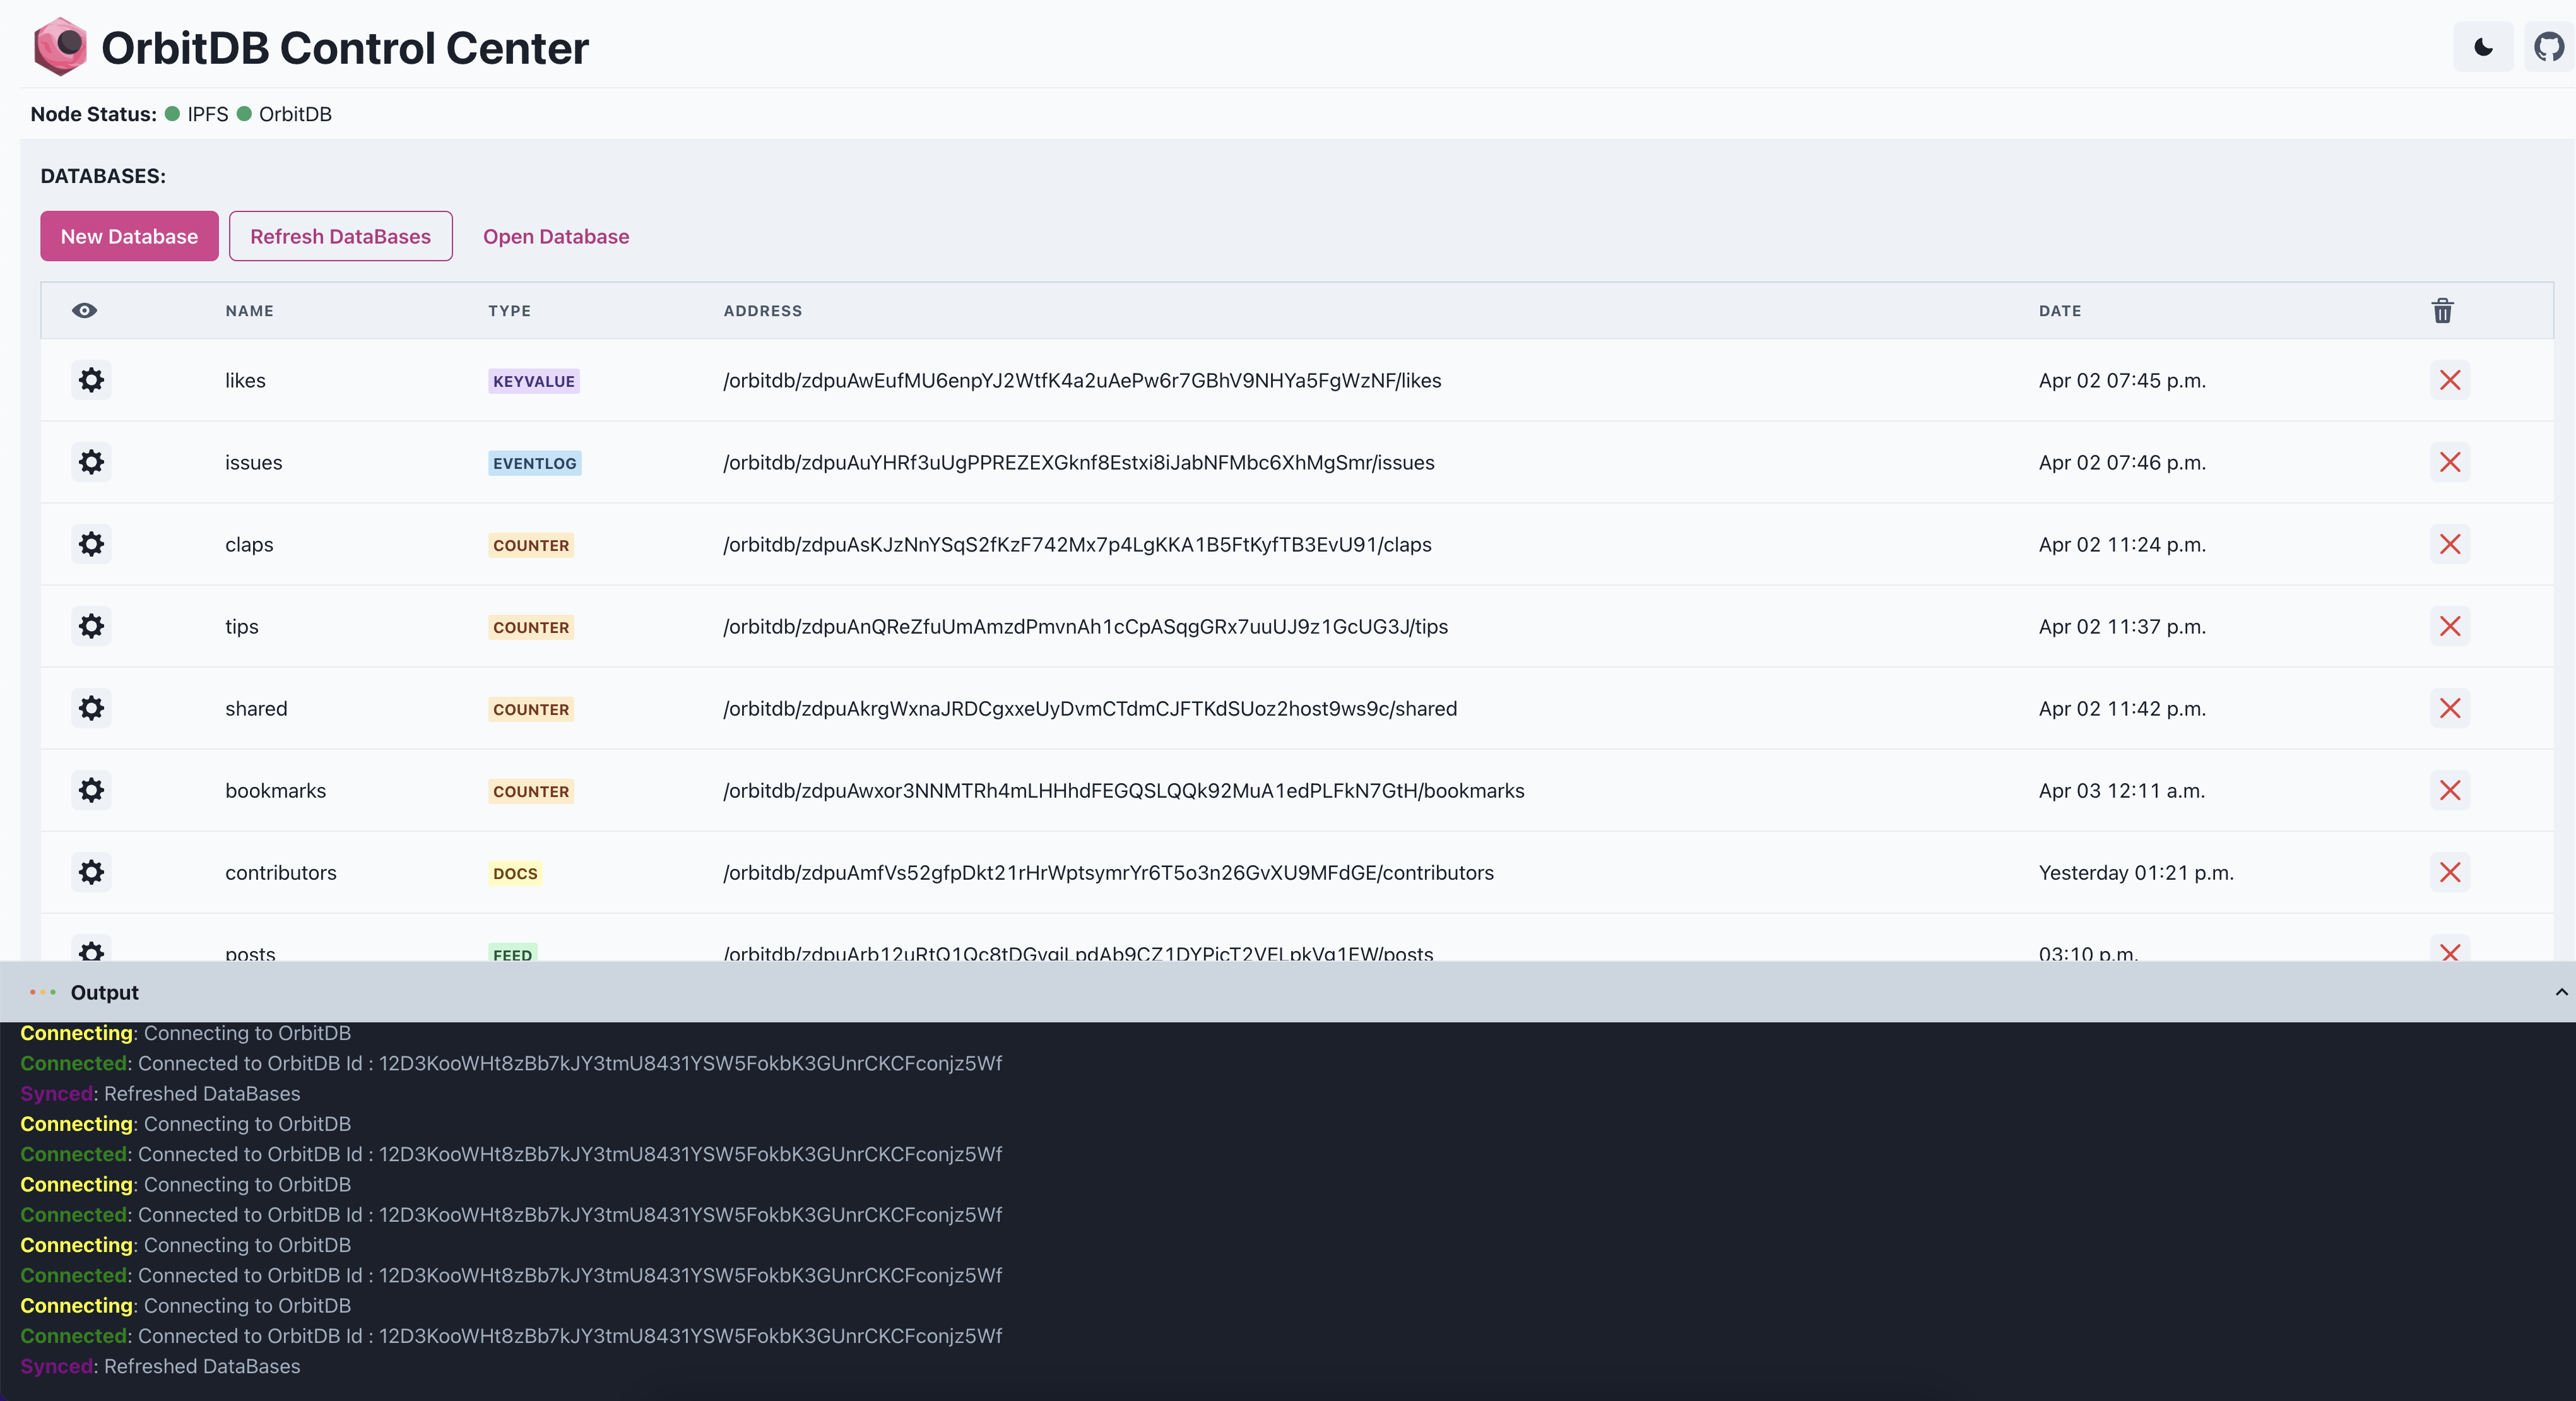 OrbitDB Control Center
Node Status: IPFS OrbitDB
DATABASES:
New Database Refresh DataBases Open Database
NAME TYPE ADDRESS DATE
likes KEYVALUE /orbitdb/zdpuAwEufMU6enpYJ2WtfK4a2uAePw6r7GBhV9NHYa5FgWzNF/likes Apr 02 07:45 p.m.
issues EVENTLOG /orbitdb/zdpuAuYHRf3uUgPPREZEXGknf8Estxi8iJabNFMbc6XhMgSmr/issues Apr 02 07:46 p.m.
claps COUNTER /orbitdb/zdpuAsKJzNnYSqS2fKzF742Mx7p4LgKKA1B5FtKyfTB3EvU91/claps Apr 02 11:24 p.m.
tips COUNTER /orbitdb/zdpuAnQReZfuUmAmzdPmvnAh1cCpASqgGRx7uuUJ9z1GcUG3J/tips Apr 02 11:37 p.m.
shared COUNTER /orbitdb/zdpuAkrgWxnaJRDCgxxeUyDvmCTdmCJFTKdSUoz2host9ws9c/shared Apr 02 11:42 p.m.
bookmarks COUNTER /orbitdb/zdpuAwxor3NNMTRh4mLHHhdFEGQSLQQk92MuA1edPLFkN7GtH/bookmarks Apr 03 12:11 a.m.
contributors DOCS /orbitdb/zdpuAmfVs52gfpDkt21rHrWptsymrYr6T5o3n26GvXU9MFdGE/contributors Yesterday 01:21 p.m.
posts FEED /orbitdb/zdpuArb12uRtQ1Qc8tDGvgiLpdAb9CZ1DYPicT2VELpkVq1EW/posts 03:10 p.m.
Output
Connecting: Connecting to OrbitDB
Connected: Connected to OrbitDB Id : 12D3KooWHt8zBb7kJY3tmU8431YSW5FokbK3GUnrCKCFconjz5Wf
Synced: Refreshed DataBases
Connecting: Connecting to OrbitDB
Connected: Connected to OrbitDB Id : 12D3KooWHt8zBb7kJY3tmU8431YSW5FokbK3GUnrCKCFconjz5Wf
Connecting: Connecting to OrbitDB
Connected: Connected to OrbitDB Id : 12D3KooWHt8zBb7kJY3tmU8431YSW5FokbK3GUnrCKCFconjz5Wf
Connecting: Connecting to OrbitDB
Connected: Connected to OrbitDB Id : 12D3KooWHt8zBb7kJY3tmU8431YSW5FokbK3GUnrCKCFconjz5Wf
Connecting: Connecting to OrbitDB
Connected: Connected to OrbitDB Id : 12D3KooWHt8zBb7kJY3tmU8431YSW5FokbK3GUnrCKCFconjz5Wf
Synced: Refreshed DataBases